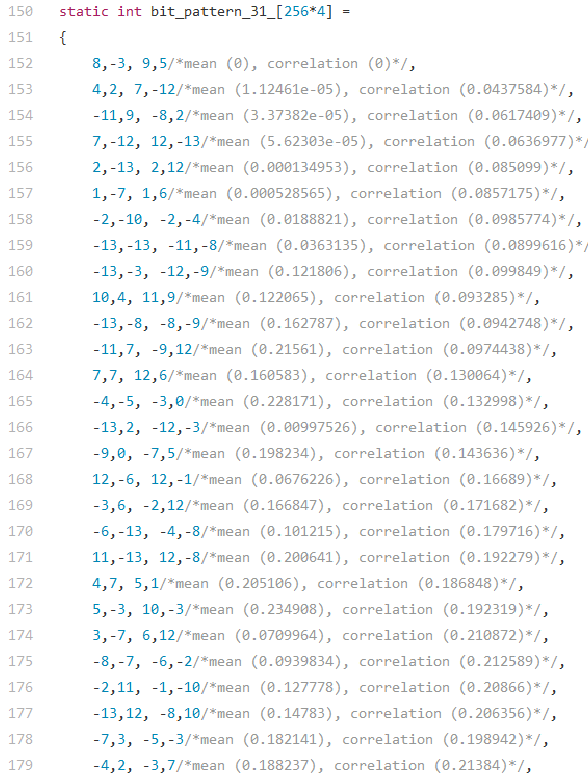 150 static int bit_pattern_31_[256*4] =
151 {
152 8,-3, 9,5/*mean (0), correlation (0)*/,
153 4,2, 7,-12/*mean (1.12461e-05), correlation (0.0437584)*/,
154 -11,9, -8,2/*mean (3.37382e-05), correlation (0.0617409)*/,
155 7,-12, 12,-13/*mean (5.62303e-05), correlation (0.0636977)*/
156 2,-13, 2,12/*mean (0.000134953), correlation (0.085099)*/,
157 1,-7, 1,6/*mean (0.000528565), correlation (0.0857175)*/,
158 -2,-10, -2,-4/*mean (0.0188821), correlation (0.0985774)*/,
159 -13,-13, -11,-8/*mean (0.0363135), correlation (0.0899616)*/
160 -13,-3, -12,-9/*mean (0.121806), correlation (0.099849)*/,
161 10,4, 11,9/*mean (0.122065), correlation (0.093285)*/,
162 -13,-8, -8,-9/*mean (0.162787), correlation (0.0942748)*/,
163 -11,7, -9,12/*mean (0.21561), correlation (0.0974438)*/,
164 7,7, 12,6/*mean (0.160583), correlation (0.130064)*/,
165 -4,-5, -3,0/*mean (0.228171), correlation (0.132998)*/,
166 -13,2, -12,-3/*mean (0.00997526), correlation (0.145926)*/,
167 -9,0, -7,5/*mean (0.198234), correlation (0.143636)*/,
168 12,-6, 12,-1/*mean (0.0676226), correlation (0.16689)*/,
169 -3,6, -2,12/*mean (0.166847), correlation (0.171682)*/,
170 -6,-13, -4,-8/*mean (0.101215), correlation (0.179716)*/,
171 11,-13, 12,-8/*mean (0.200641), correlation (0.192279)*/,
172 4,7, 5,1/*mean (0.205106), correlation (0.186848)*/,
173 5,-3, 10,-3/*mean (0.234908), correlation (0.192319)*/,
174 3,-7, 6,12/*mean (0.0709964), correlation (0.210872)*/,
175 -8,-7, -6,-2/*mean (0.0939834), correlation (0.212589)*/,
176 -2,11, -1,-10/*mean (0.127778), correlation (0.20866)*/,
177 -13,12, -8,10/*mean (0.14783), correlation (0.206356)*/,
178 -7,3, -5,-3/*mean (0.182141), correlation (0.198942)*/,
179 -4,2, -3,7/*mean (0.188237), correlation (0.21384)*/,